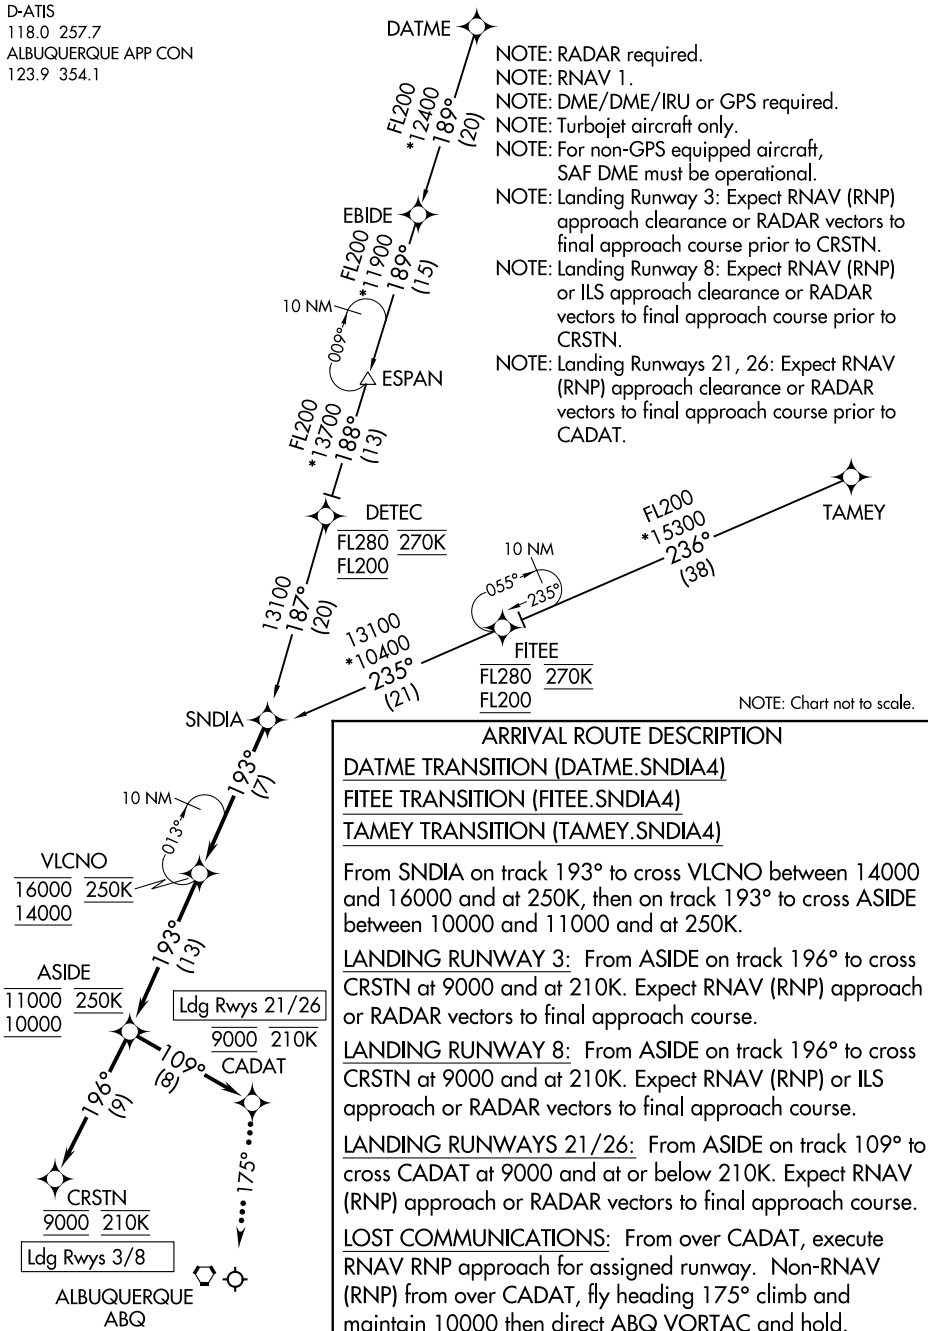 D-ATIS
118.0 257.7
ALBUQUERQUE APP CON
123.9 354.1
DATME
NOTE: RADAR required.
NOTE: RNAV 1.
NOTE: DME/DME/IRU or GPS required.
NOTE: Turbojet aircraft only.
NOTE: For non-GPS equipped aircraft,
SAF DME must be operational.
NOTE: Landing Runway 3: Expect RNAV (RNP)
approach clearance or RADAR vectors to
final approach course prior to CRSTN.
NOTE: Landing Runway 8: Expect RNAV (RNP)
or ILS approach clearance or RADAR
vectors to final approach course prior to
CRSTN.
NOTE: Landing Runways 21, 26: Expect RNAV
(RNP) approach clearance or RADAR
vectors to final approach course prior to
CADAT.
FL200
*12400
189°
(20)
EBIDE
FL200
*11900
189°
(15)
10 NM
009°
ESPAN
FL200
*13700
188°
(13)
DETEC
FL280 270K
FL200
TAMEY
FL200
*15300
236°
(38)
10 NM
055°
235°
FITEE
FL280 270K
FL200
13100
187°
(20)
13100
*10400
235°
(21)
NOTE: Chart not to scale.
SNDIA
193°
(7)
10 NM
013°
VLCNO
16000 250K
14000
193°
(13)
ASIDE
11000 250K
10000
Ldg Rwys 21/26
9000 210K
CADAT
109°
(8)
196°
(9)
175°
CRSTN
9000 210K
Ldg Rwys 3/8
ALBUQUERQUE
ABQ
ARRIVAL ROUTE DESCRIPTION
DATME TRANSITION (DATME.SNDIA4)
FITEE TRANSITION (FITEE.SNDIA4)
TAMEY TRANSITION (TAMEY.SNDIA4)
From SNDIA on track 193° to cross VLCNO between 14000
and 16000 and at 250K, then on track 193° to cross ASIDE
between 10000 and 11000 and at 250K.
LANDING RUNWAY 3: From ASIDE on track 196° to cross
CRSTN at 9000 and at 210K. Expect RNAV (RNP) approach
or RADAR vectors to final approach course.
LANDING RUNWAY 8: From ASIDE on track 196° to cross
CRSTN at 9000 and at 210K. Expect RNAV (RNP) or ILS
approach or RADAR vectors to final approach course.
LANDING RUNWAYS 21/26: From ASIDE on track 109° to
cross CADAT at 9000 and at or below 210K. Expect RNAV
(RNP) approach or RADAR vectors to final approach course.
LOST COMMUNICATIONS: From over CADAT, execute
RNAV RNP approach for assigned runway. Non-RNAV
(RNP) from over CADAT, fly heading 175° climb and
maintain 10000 then direct ABQ VORTAC and hold.